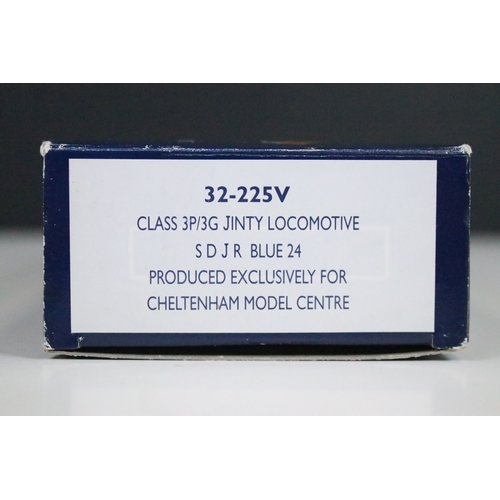 32-225V
CLASS 3P/3G JINTY LOCOMOTIVE
S D J R BLUE 24
PRODUCED EXCLUSIVELY FOR
CHELTENHAM MODEL CENTRE